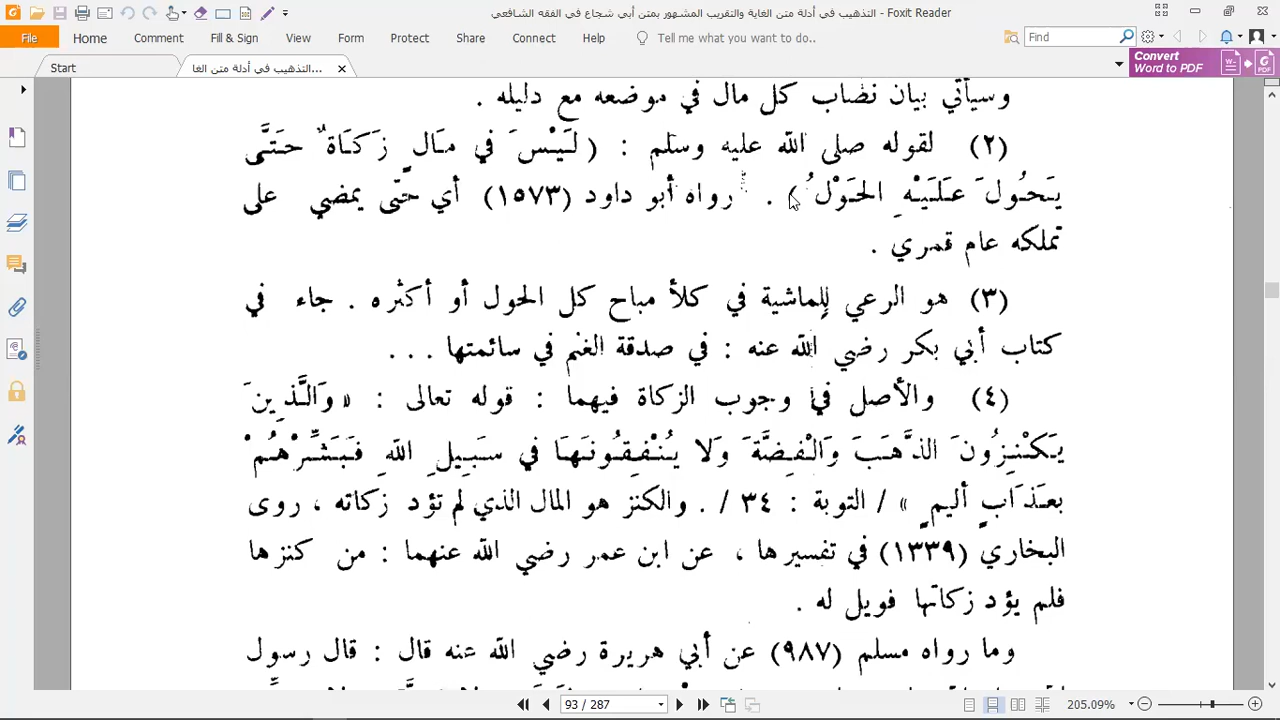 التذهيب في أدلة متن الغاية والتقريب المشهور بمتن أبي شجاع في الفقه الشافعي - Foxit Reader
File Home Comment Fill & Sign View Form Protect Share Connect Help Tell me what you want to do.. Find
Start التذهيب في أدلة متن الغا... Convert Word to PDF
وسيأتي بيان نصاب كل مال في موضعه مع دليله .
(٢) لقوله صلى الله عليه وسلم : ( لَيْسَ في مَالٍ زَكَاةٌ حَتَّى
يَحُولَ عَلَيْهِ الحَوْلُ ) . رواه أبو داود (١٥٧٣) أي حتى يمضي على
تملكه عام قمري .
(٣) هو الرعي للماشية في كلأ مباح كل الحول أو أكثره . جاء في
كتاب أبي بكر رضي الله عنه : في صدقة الغنم في سائمتها . . .
(٤) والأصل في وجوب الزكاة فيهما : قوله تعالى : « وَالَّذِينَ
يَكْنِزُونَ الذَّهَبَ وَالْفِضَّةَ وَلا يُنْفِقُونَهَا في سَبِيلِ اللهِ فَبَشِّرْهُمْ
بعَذَابٍ أليمٍ » / التوبة : ٣٤ / . والكنز هو المال الذي لم تؤد زكاته ، روى
البخاري (١٣٣٩) في تفسيرها ، عن ابن عمر رضي الله عنهما : من كنزها
فلم يؤد زكاتها فويل له .
وما رواه مسلم (٩٨٧) عن أبي هريرة رضي الله عنه قال : قال رسول
93 / 287 205.09%